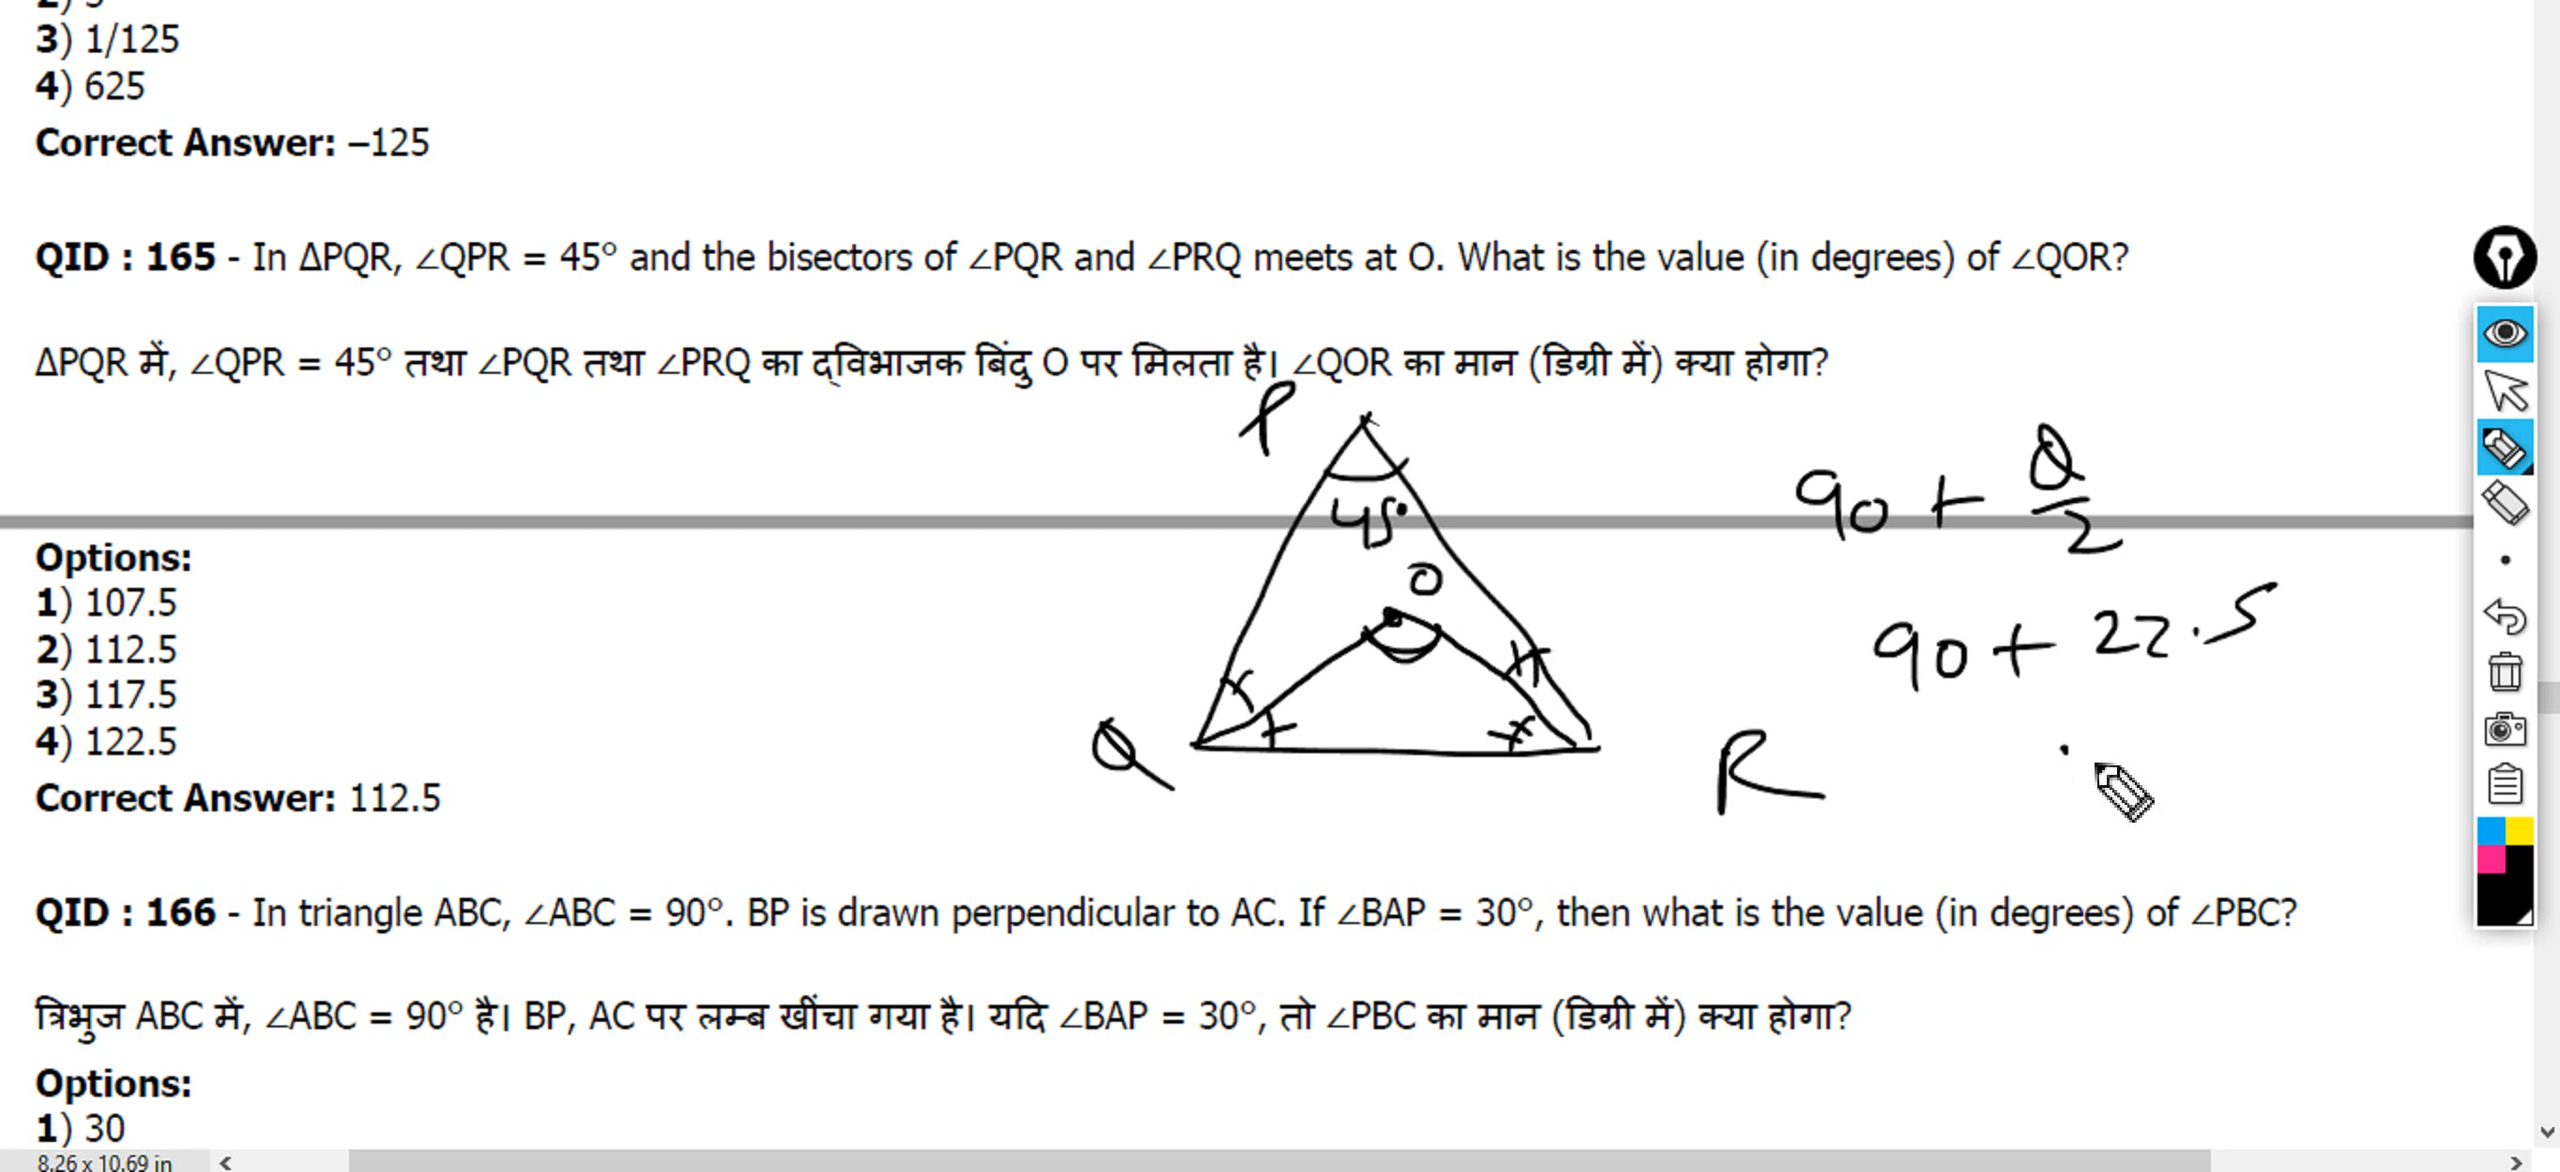 3) 1/125
4) 625
Correct Answer: –125
QID : 165 - In ΔPQR, ∠QPR = 45° and the bisectors of ∠PQR and ∠PRQ meets at O. What is the value (in degrees) of ∠QOR?
ΔPQR में, ∠QPR = 45° तथा ∠PQR तथा ∠PRQ का द्विभाजक बिंदु O पर मिलता है। ∠QOR का मान (डिग्री में) क्या होगा?
P
45°
O
Q
R
90 + Q/2
90 + 22.5
Options:
1) 107.5
2) 112.5
3) 117.5
4) 122.5
Correct Answer: 112.5
QID : 166 - In triangle ABC, ∠ABC = 90°. BP is drawn perpendicular to AC. If ∠BAP = 30°, then what is the value (in degrees) of ∠PBC?
त्रिभुज ABC में, ∠ABC = 90° है। BP, AC पर लम्ब खींचा गया है। यदि ∠BAP = 30°, तो ∠PBC का मान (डिग्री में) क्या होगा?
Options:
1) 30
8.26 x 10.69 in